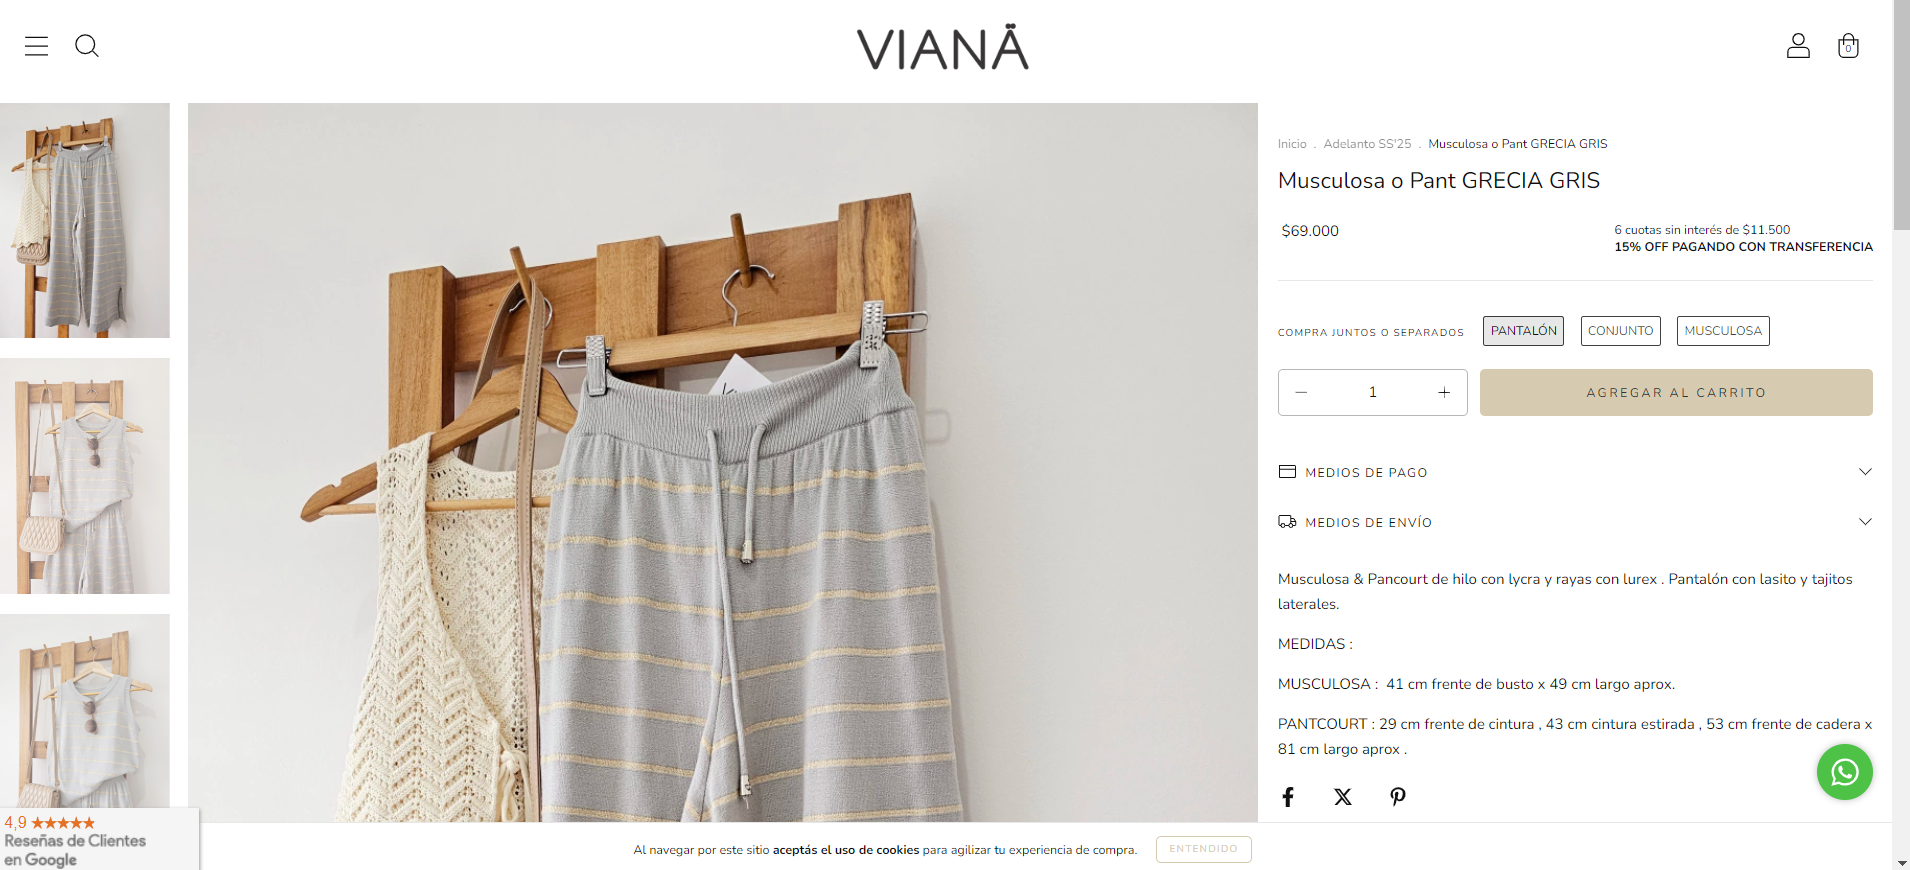 VIANÄ
0
Inicio . Adelanto SS'25 . Musculosa o Pant GRECIA GRIS
Musculosa o Pant GRECIA GRIS
$69.000
6 cuotas sin interés de $11.500
15% OFF PAGANDO CON TRANSFERENCIA
COMPRA JUNTOS O SEPARADOS
PANTALÓN
CONJUNTO
MUSCULOSA
1
AGREGAR AL CARRITO
MEDIOS DE PAGO
MEDIOS DE ENVÍO
Musculosa & Pancourt de hilo con lycra y rayas con lurex . Pantalón con lasito y tajitos
laterales.
MEDIDAS :
MUSCULOSA :  41 cm frente de busto x 49 cm largo aprox.
PANTCOURT : 29 cm frente de cintura , 43 cm cintura estirada , 53 cm frente de cadera x
81 cm largo aprox .
4,9
Reseñas de Clientes
en Google
Al navegar por este sitio aceptás el uso de cookies para agilizar tu experiencia de compra.
ENTENDIDO